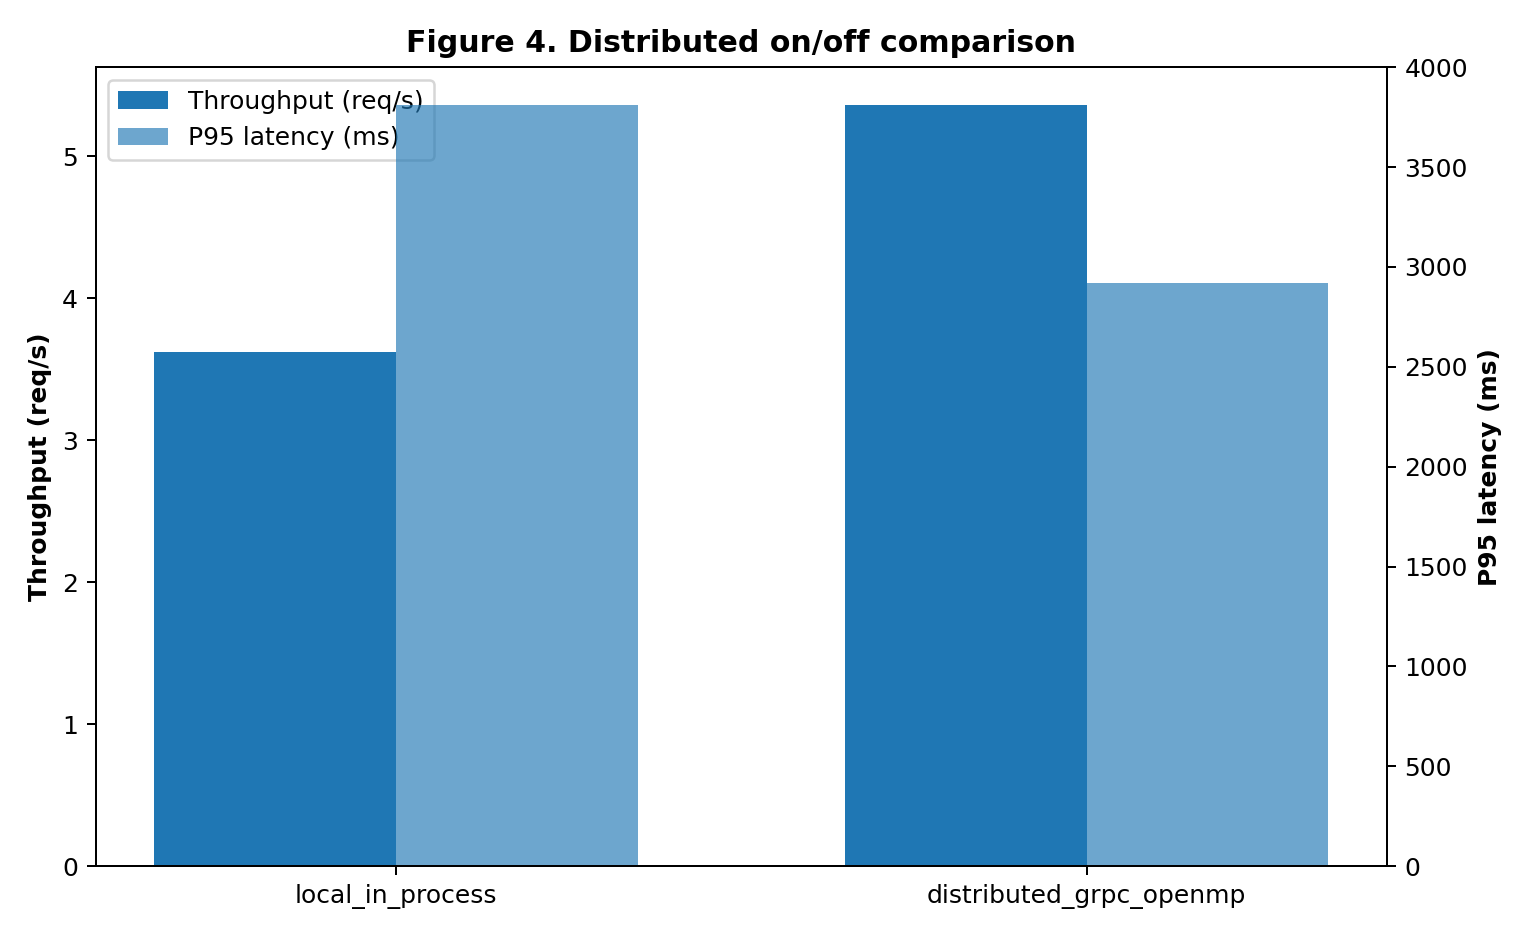 Figure 4. Distributed on/off comparison
Throughput (req/s)
P95 latency (ms)
Throughput (req/s)
5
4
3
2
1
0
4000
3500
3000
2500
2000
1500
1000
500
0
P95 latency (ms)
local_in_process
distributed_grpc_openmp